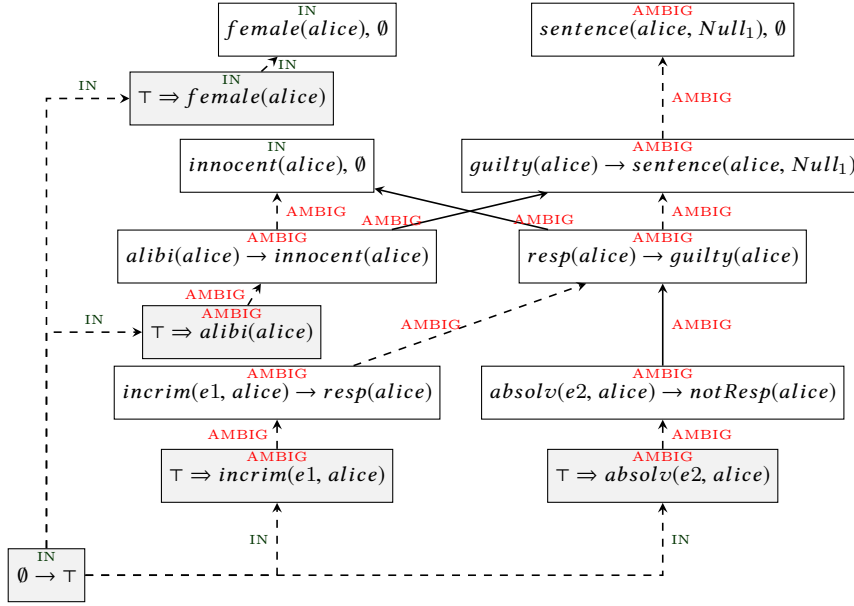 IN
female(alice), ∅
AMBIG
sentence(alice, Null₁), ∅
IN
IN
IN
⊤ ⇒ female(alice)
AMBIG
IN
innocent(alice), ∅
AMBIG
guilty(alice) → sentence(alice, Null₁)
AMBIG
AMBIG
AMBIG
AMBIG
AMBIG
alibi(alice) → innocent(alice)
AMBIG
resp(alice) → guilty(alice)
AMBIG
IN
AMBIG
⊤ ⇒ alibi(alice)
AMBIG
AMBIG
AMBIG
incrim(e1, alice) → resp(alice)
AMBIG
absolv(e2, alice) → notResp(alice)
AMBIG
AMBIG
AMBIG
⊤ ⇒ incrim(e1, alice)
AMBIG
⊤ ⇒ absolv(e2, alice)
IN
IN
IN
∅ → ⊤